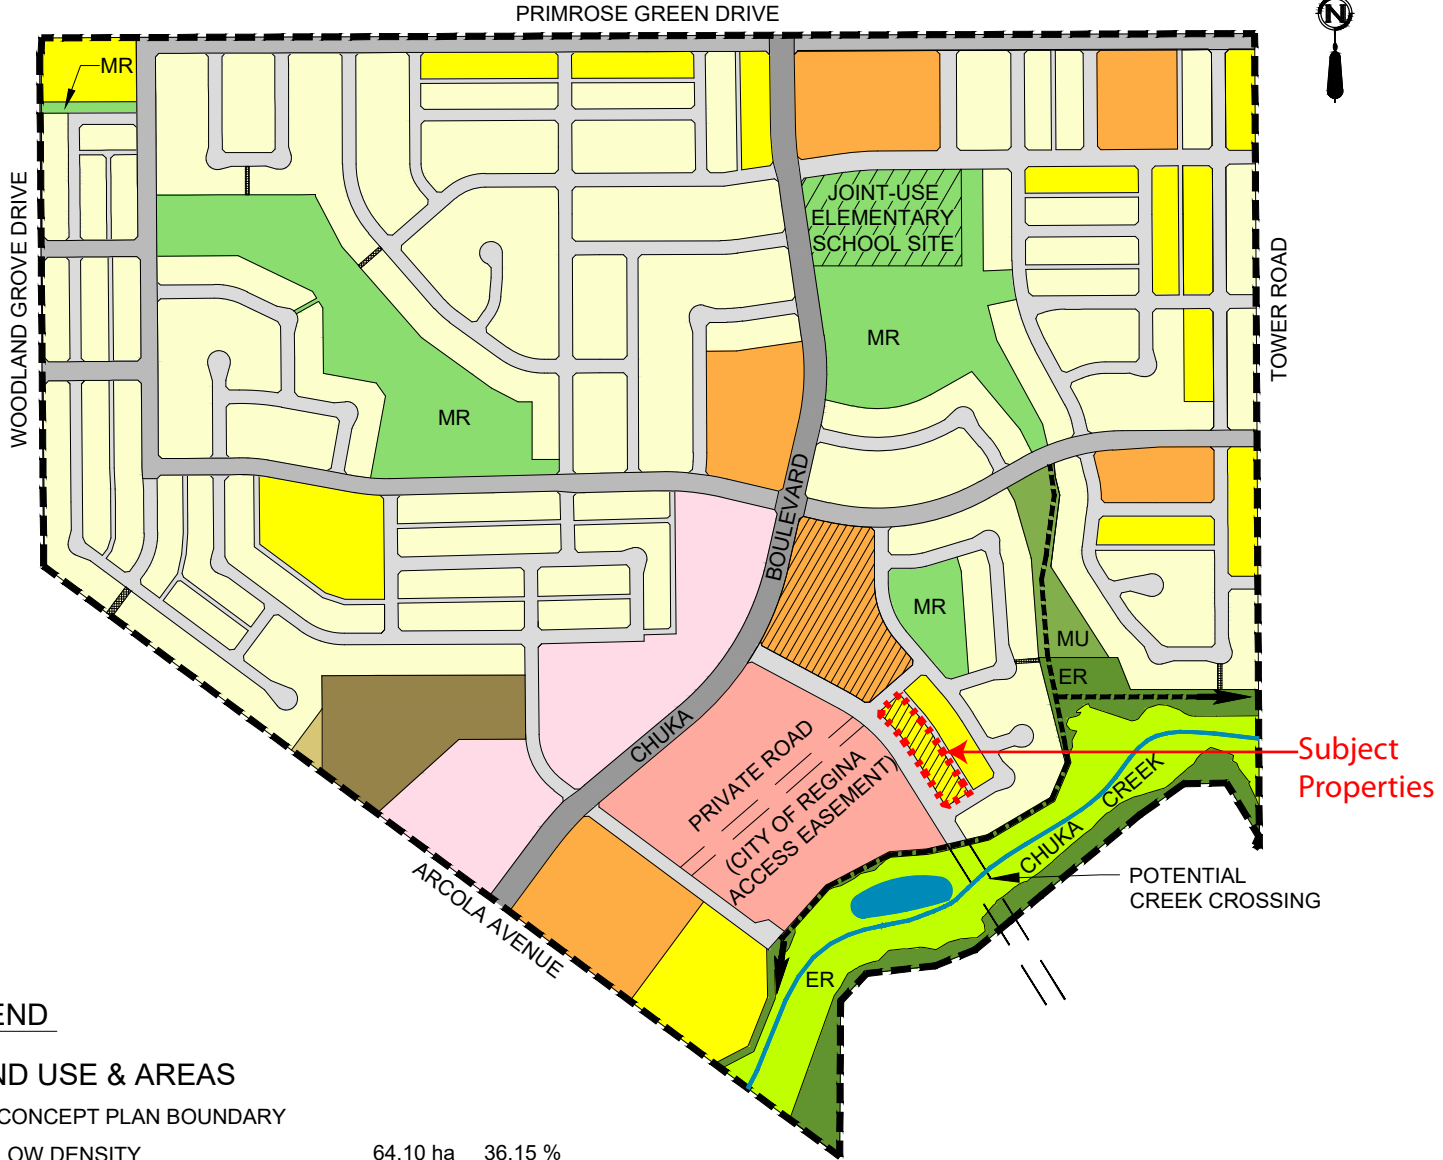 PRIMROSE GREEN DRIVE
N
MR
WOODLAND GROVE DRIVE
JOINT-USE
ELEMENTARY
SCHOOL SITE
TOWER ROAD
MR
MR
BOULEVARD
MR
MU
ER
CHUKA
PRIVATE ROAD
(CITY OF REGINA
ACCESS EASEMENT)
Subject
Properties
CHUKA CREEK
POTENTIAL
CREEK CROSSING
ARCOLA AVENUE
ER
END
ND USE & AREAS
CONCEPT PLAN BOUNDARY
OW DENSITY 64.10 ha 36.15 %